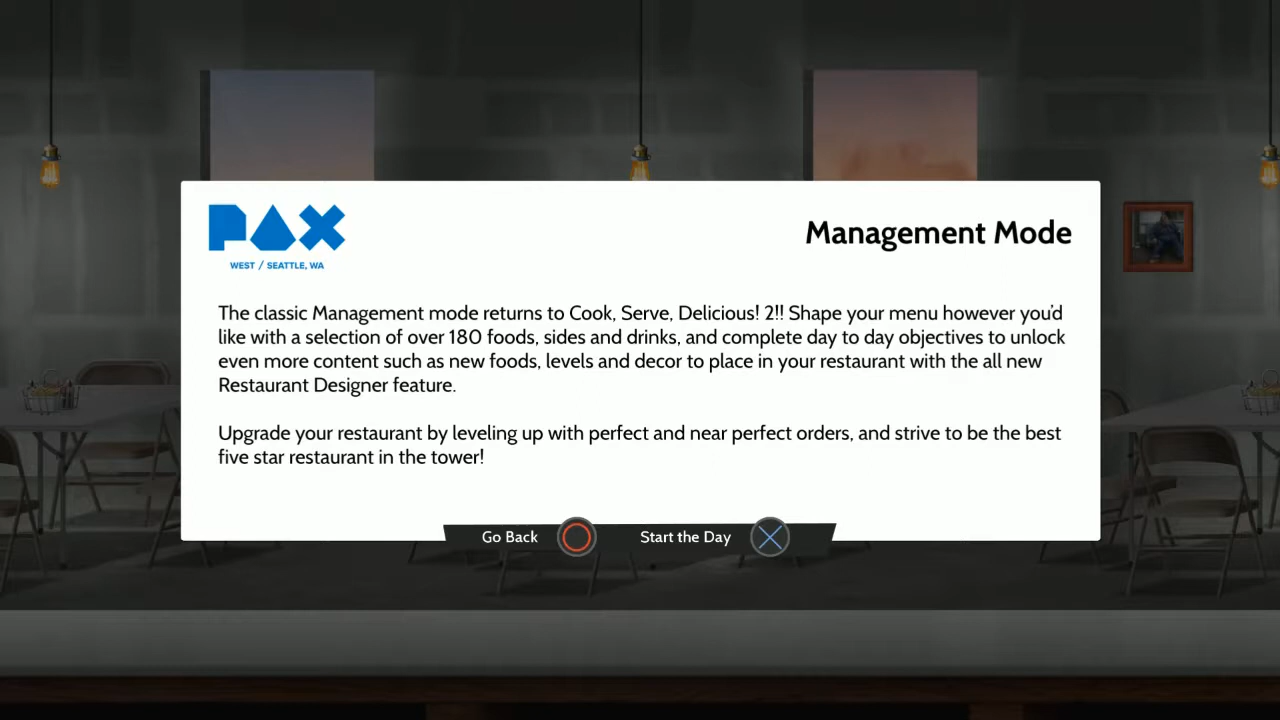 PAX
WEST / SEATTLE, WA
Management Mode
The classic Management mode returns to Cook, Serve, Delicious! 2!! Shape your menu however you'd
like with a selection of over 180 foods, sides and drinks, and complete day to day objectives to unlock
even more content such as new foods, levels and decor to place in your restaurant with the all new
Restaurant Designer feature.
Upgrade your restaurant by leveling up with perfect and near perfect orders, and strive to be the best
five star restaurant in the tower!
Go Back
Start the Day